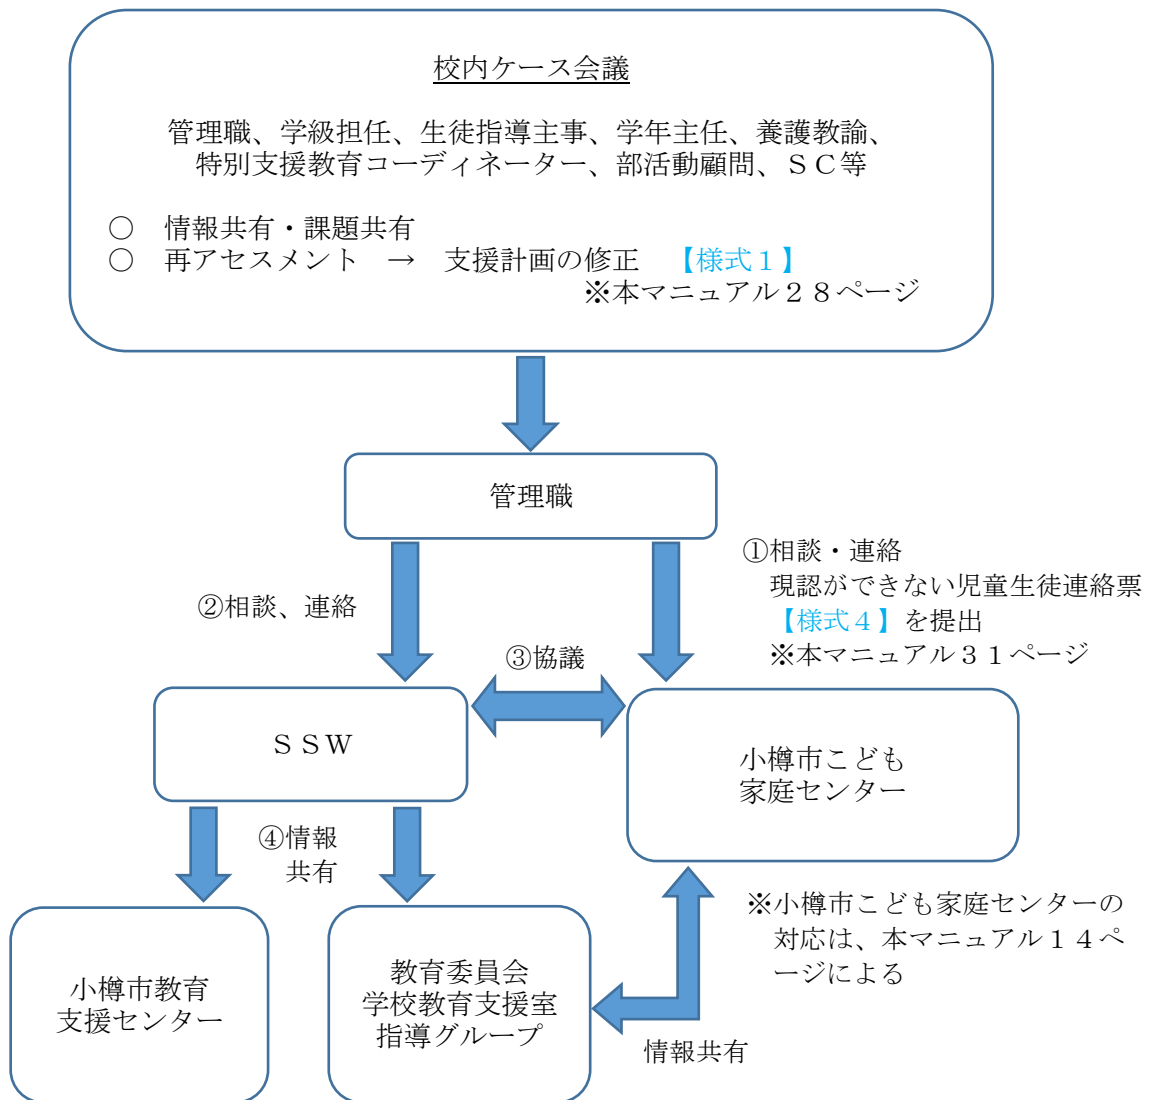 校内ケース会議
管理職、学級担任、生徒指導主事、学年主任、養護教諭、
特別支援教育コーディネーター、部活動顧問、ＳＣ等
○　情報共有・課題共有
○　再アセスメント　→　支援計画の修正　【様式１】
※本マニュアル２８ページ
管理職
①相談・連絡
現認ができない児童生徒連絡票
【様式４】を提出
※本マニュアル３１ページ
②相談、連絡
③協議
ＳＳＷ
小樽市こども
家庭センター
④情報
共有
※小樽市こども家庭センターの
対応は、本マニュアル１４ペ
ージによる
小樽市教育
支援センター
教育委員会
学校教育支援室
指導グループ
情報共有